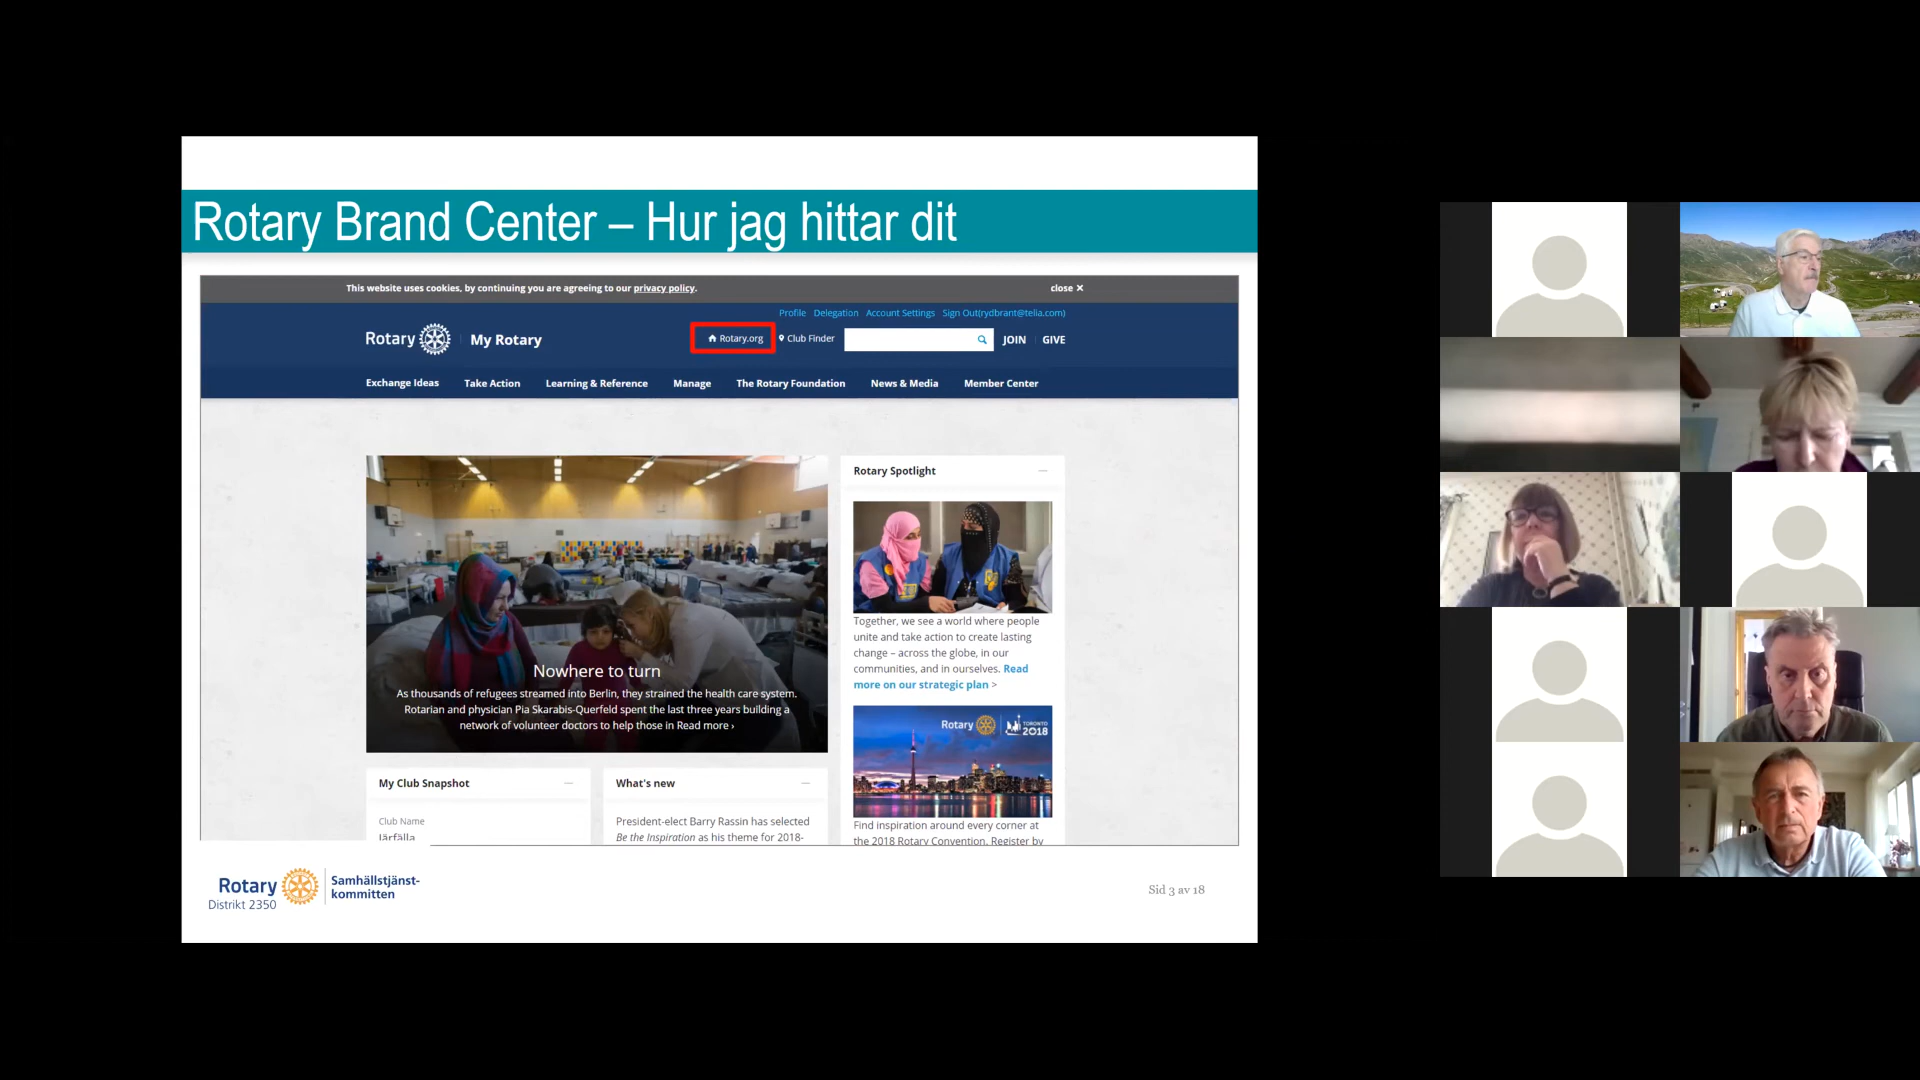 Rotary Brand Center – Hur jag hittar dit
This website uses cookies, by continuing you are agreeing to our privacy policy.
close ✕
Profile Delegation Account Settings Sign Out(rydbrant@telia.com)
Rotary My Rotary
Rotary.org Club Finder JOIN GIVE
Exchange Ideas Take Action Learning & Reference Manage The Rotary Foundation News & Media Member Center
Nowhere to turn
As thousands of refugees streamed into Berlin, they strained the health care system.
Rotarian and physician Pia Skarabis-Querfeld spent the last three years building a
network of volunteer doctors to help those in Read more ›
Rotary Spotlight
Together, we see a world where people
unite and take action to create lasting
change – across the globe, in our
communities, and in ourselves. Read
more on our strategic plan >
Rotary TORONTO
2018
Find inspiration around every corner at
the 2018 Rotary Convention. Register by
My Club Snapshot
Club Name
Järfälla
What's new
President-elect Barry Rassin has selected
Be the Inspiration as his theme for 2018-
Rotary
Distrikt 2350
Samhällstjänst-
kommitten
Sid 3 av 18